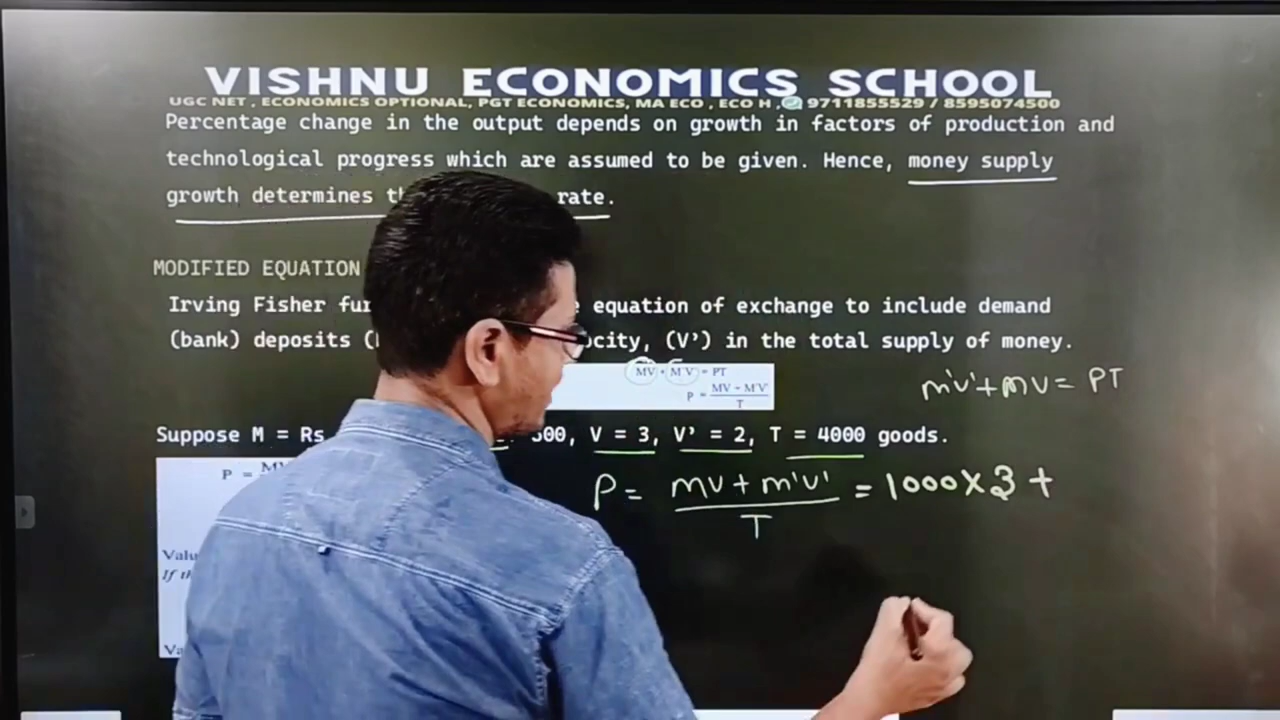 VISHNU ECONOMICS SCHOOL
UGC NET , ECONOMICS OPTIONAL, PGT ECONOMICS, MA ECO , ECO H , 9711855529 / 8595074500
Percentage change in the output depends on growth in factors of production and
technological progress which are assumed to be given. Hence, money supply
growth determines rate.
MODIFIED EQUATION
Irving Fisher equation of exchange to include demand
(bank) deposits (V’) in the total supply of money.
MV + M'V' = PT
P = MV + M'V'
T
m'v' + mv = PT
Suppose M = Rs V = 3, V’ = 2, T = 4000 goods.
P =
P = mv + m'v' = 1000 × 3 +
T